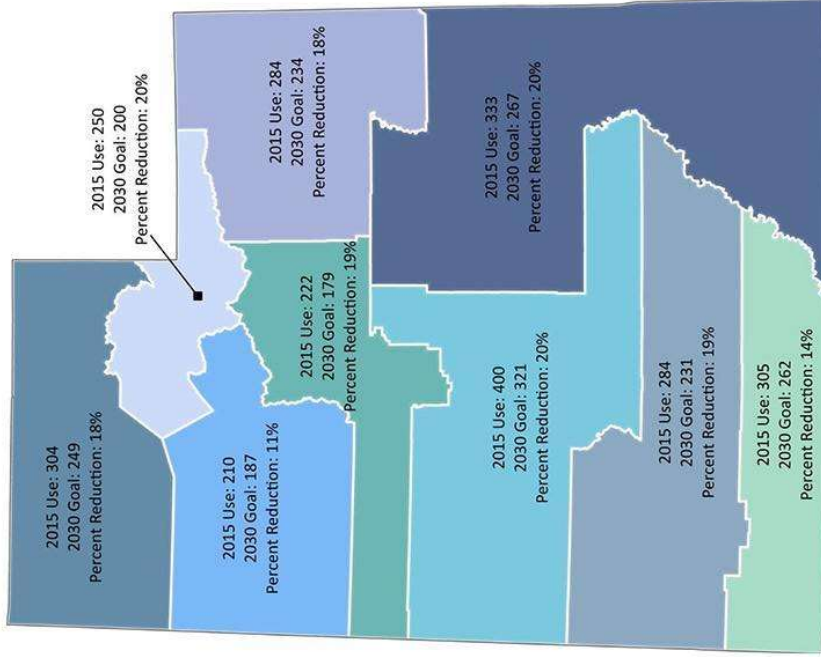 2015 Use: 304
2030 Goal: 249
Percent Reduction: 18%
2015 Use: 250
2030 Goal: 200
Percent Reduction: 20%
2015 Use: 210
2030 Goal: 187
Percent Reduction: 11%
2015 Use: 284
2030 Goal: 234
Percent Reduction: 18%
2015 Use: 222
2030 Goal: 179
Percent Reduction: 19%
2015 Use: 400
2030 Goal: 321
Percent Reduction: 20%
2015 Use: 333
2030 Goal: 267
Percent Reduction: 20%
2015 Use: 284
2030 Goal: 231
Percent Reduction: 19%
2015 Use: 305
2030 Goal: 262
Percent Reduction: 14%